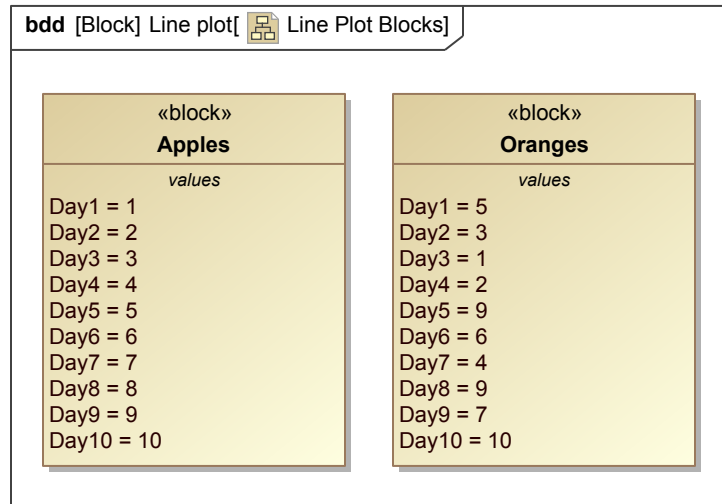 bdd [Block] Line plot[ Line Plot Blocks]
«block»
Apples
values
Day1 = 1
Day2 = 2
Day3 = 3
Day4 = 4
Day5 = 5
Day6 = 6
Day7 = 7
Day8 = 8
Day9 = 9
Day10 = 10
«block»
Oranges
values
Day1 = 5
Day2 = 3
Day3 = 1
Day4 = 2
Day5 = 9
Day6 = 6
Day7 = 4
Day8 = 9
Day9 = 7
Day10 = 10